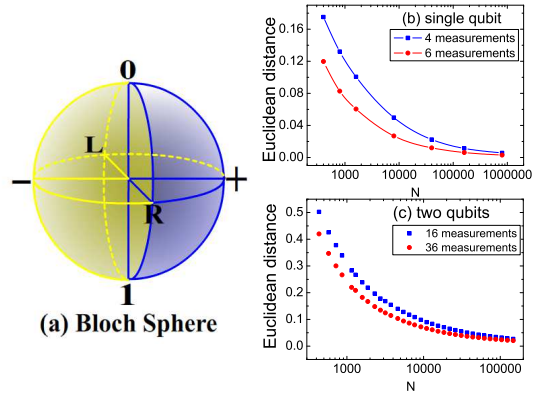 0
L
−
+
R
1
(a) Bloch Sphere
(b) single qubit
4 measurements
6 measurements
Euclidean distance
0.16
0.12
0.08
0.04
0.00
1000 10000 100000 1000000
N
(c) two qubits
16 measurements
36 measurements
Euclidean distance
0.5
0.4
0.3
0.2
0.1
0.0
1000 10000 100000
N